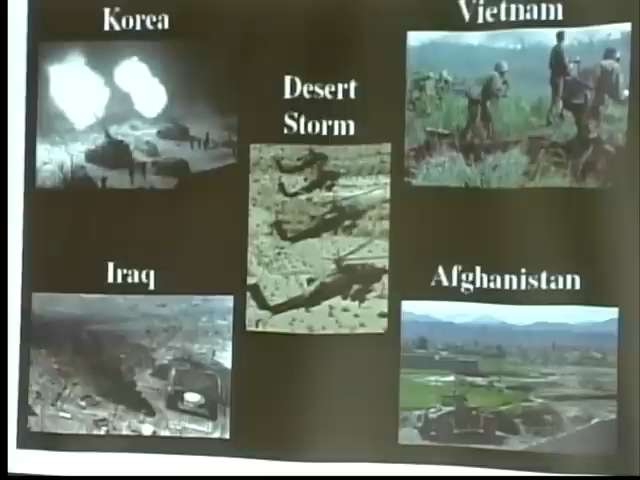 Korea
Vietnam
Desert
Storm
Iraq
Afghanistan